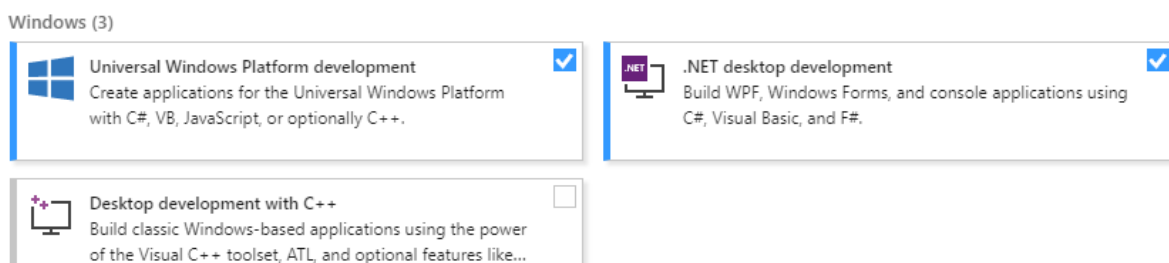 Windows (3)
Universal Windows Platform development
Create applications for the Universal Windows Platform
with C#, VB, JavaScript, or optionally C++.
.NET
.NET desktop development
Build WPF, Windows Forms, and console applications using
C#, Visual Basic, and F#.
Desktop development with C++
Build classic Windows-based applications using the power
of the Visual C++ toolset, ATL, and optional features like...